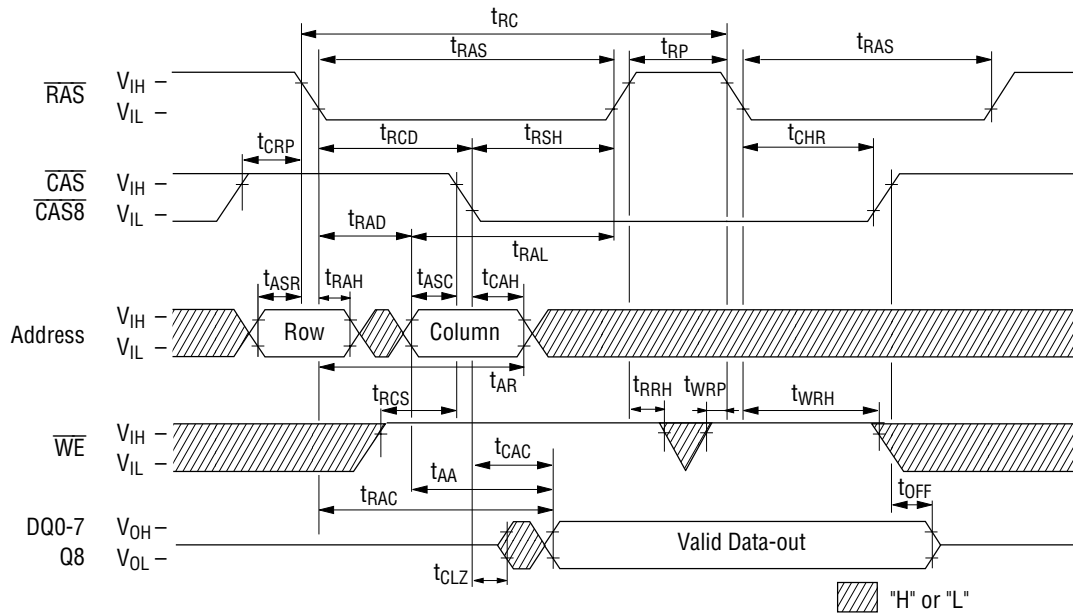 tRC
tRAS tRP tRAS
RAS VIH
VIL
tCRP tRCD tRSH tCHR
CAS VIH
CAS8 VIL
tRAD tRAL
tASR tRAH tASC tCAH
Address VIH Row Column
VIL
tAR
tRCS tRRH tWRP tWRH
WE VIH
VIL
tCAC
tAA
tRAC tOFF
DQ0-7 VOH
Q8 VOL Valid Data-out
tCLZ
"H" or "L"